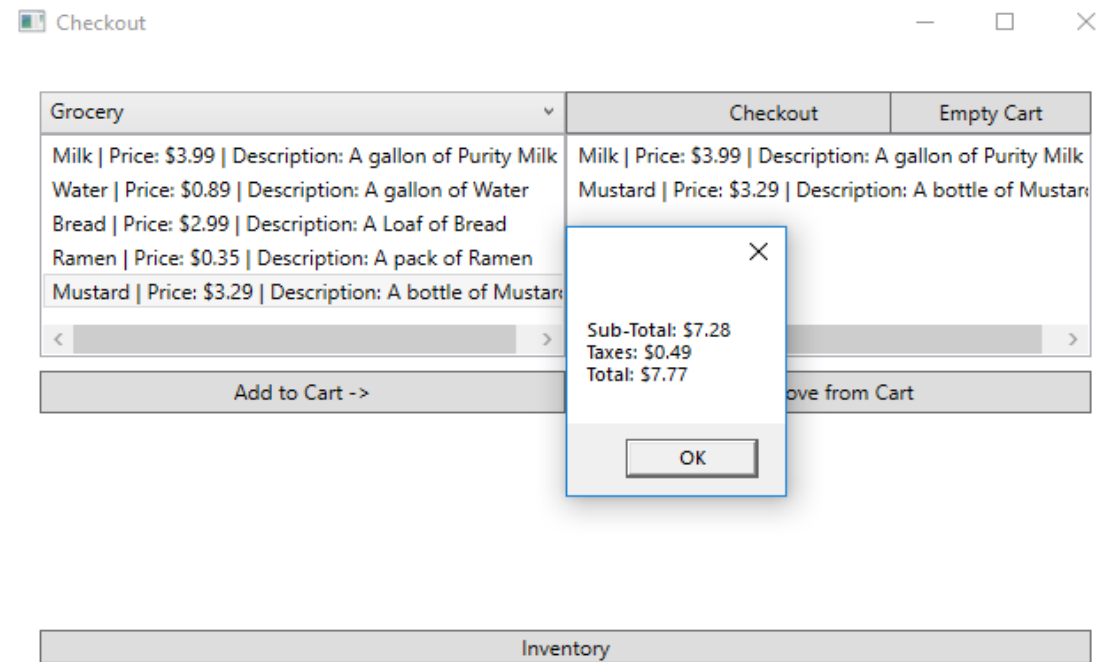 Checkout
Grocery
Checkout
Empty Cart
Milk | Price: $3.99 | Description: A gallon of Purity Milk
Water | Price: $0.89 | Description: A gallon of Water
Bread | Price: $2.99 | Description: A Loaf of Bread
Ramen | Price: $0.35 | Description: A pack of Ramen
Mustard | Price: $3.29 | Description: A bottle of Mustard
Milk | Price: $3.99 | Description: A gallon of Purity Milk
Mustard | Price: $3.29 | Description: A bottle of Mustard
Sub-Total: $7.28
Taxes: $0.49
Total: $7.77
OK
Add to Cart ->
ove from Cart
Inventory